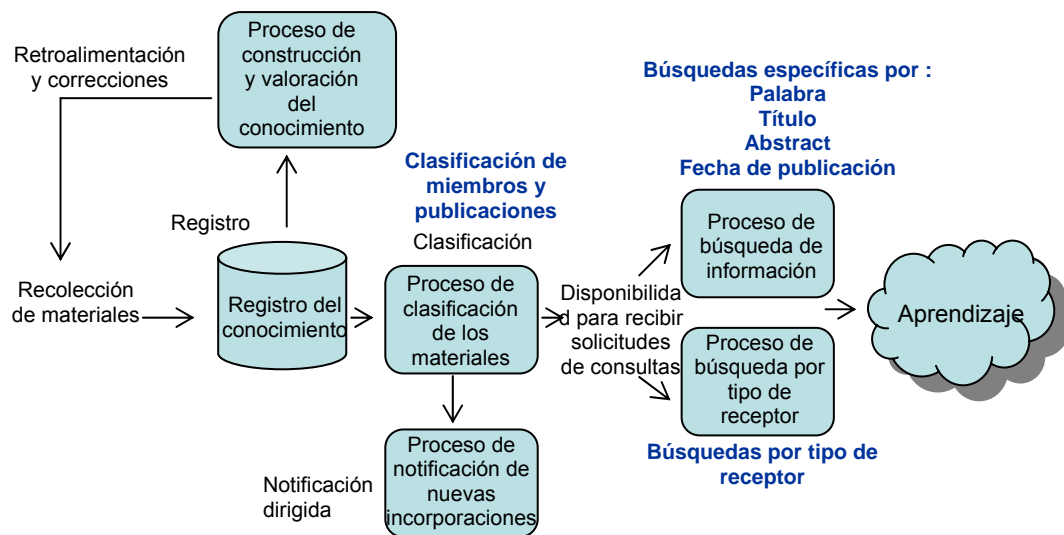 Retroalimentación
y correcciones
Proceso de
construcción
y valoración
del
conocimiento
Búsquedas específicas por :
Palabra
Título
Abstract
Fecha de publicación
Clasificación de
miembros y
publicaciones
Registro
Clasificación
Recolección
de materiales
Registro del
conocimiento
Proceso de
clasificación
de los
materiales
Disponibilida
d para recibir
solicitudes
de consultas
Proceso de
búsqueda de
información
Proceso de
búsqueda por
tipo de
receptor
Aprendizaje
Búsquedas por tipo de
receptor
Notificación
dirigida
Proceso de
notificación de
nuevas
incorporaciones